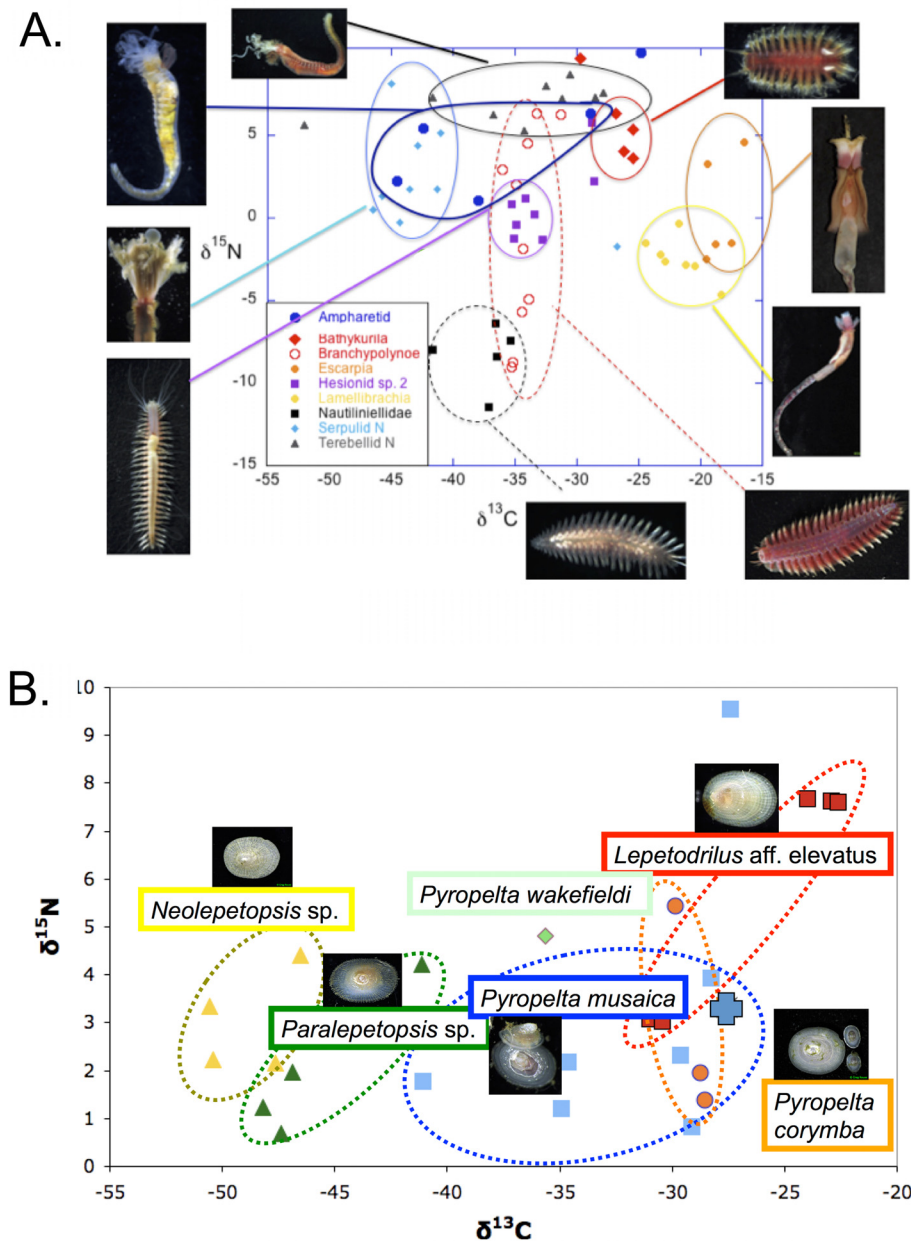 A.
5
0
-5
-10
-15
δ15N
Ampharetid
Bathykurila
Branchypolynoe
Escarpia
Hesionid sp. 2
Lamellibrachia
Nautiliniellidae
Serpulid N
Terebellid N
-55 -50 -45 -40 -35 -30 -25 -20 -15
δ13C
B.
10
9
8
7
6
5
4
3
2
1
0
δ15N
Lepetodrilus aff. elevatus
Pyropelta wakefieldi
Neolepetopsis sp.
Pyropelta musaica
Paralepetopsis sp.
Pyropelta
corymba
-55 -50 -45 -40 -35 -30 -25 -20
δ13C